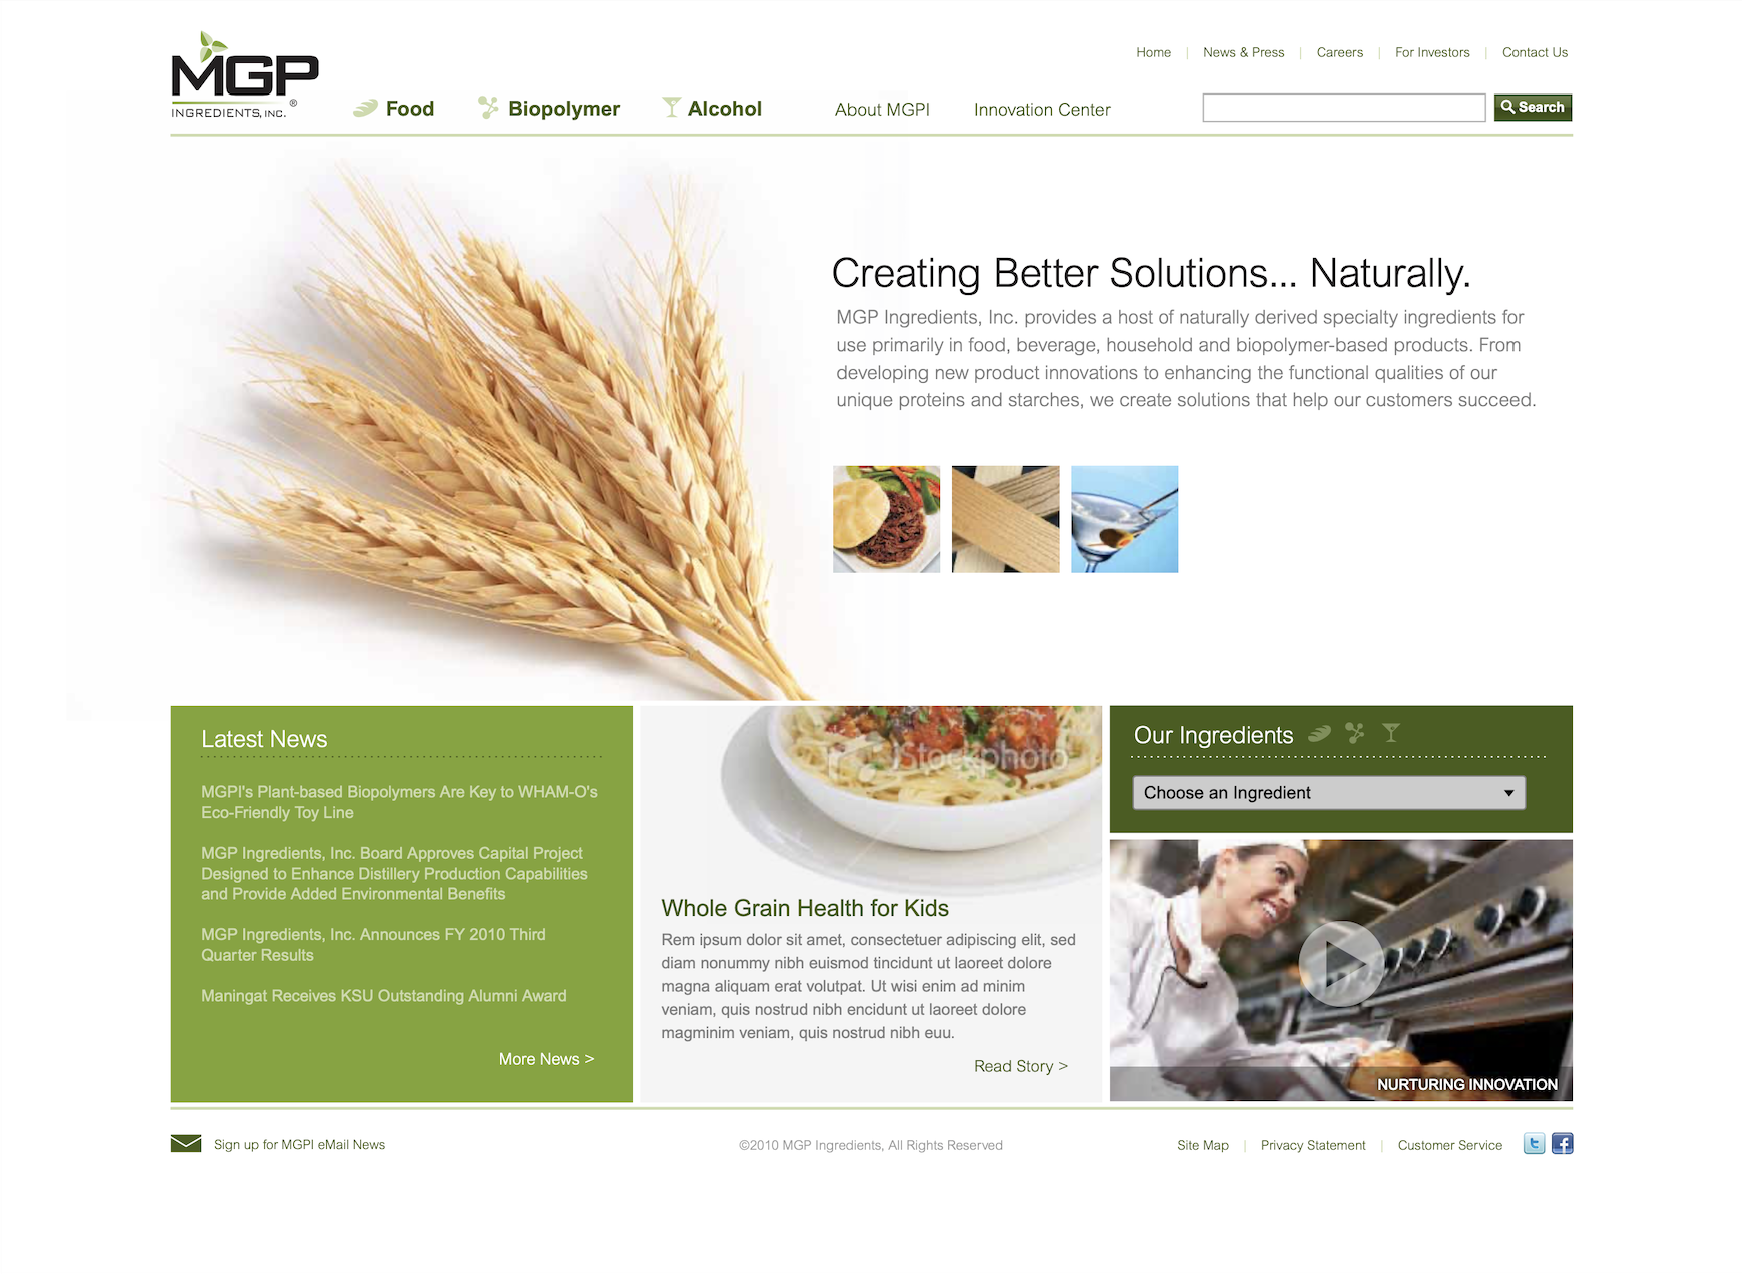 MGP
INGREDIENTS, INC. ®
Home | News & Press | Careers | For Investors | Contact Us
Food
Biopolymer
Alcohol
About MGPI
Innovation Center
Search
Creating Better Solutions... Naturally.
MGP Ingredients, Inc. provides a host of naturally derived specialty ingredients for
use primarily in food, beverage, household and biopolymer-based products. From
developing new product innovations to enhancing the functional qualities of our
unique proteins and starches, we create solutions that help our customers succeed.
Latest News
MGPI's Plant-based Biopolymers Are Key to WHAM-O's
Eco-Friendly Toy Line
MGP Ingredients, Inc. Board Approves Capital Project
Designed to Enhance Distillery Production Capabilities
and Provide Added Environmental Benefits
MGP Ingredients, Inc. Announces FY 2010 Third
Quarter Results
Maningat Receives KSU Outstanding Alumni Award
More News >
iStockphoto
Whole Grain Health for Kids
Rem ipsum dolor sit amet, consectetuer adipiscing elit, sed
diam nonummy nibh euismod tincidunt ut laoreet dolore
magna aliquam erat volutpat. Ut wisi enim ad minim
veniam, quis nostrud nibh encidunt ut laoreet dolore
magminim veniam, quis nostrud nibh euu.
Read Story >
Our Ingredients
Choose an Ingredient
NURTURING INNOVATION
Sign up for MGPI eMail News
©2010 MGP Ingredients, All Rights Reserved
Site Map | Privacy Statement | Customer Service